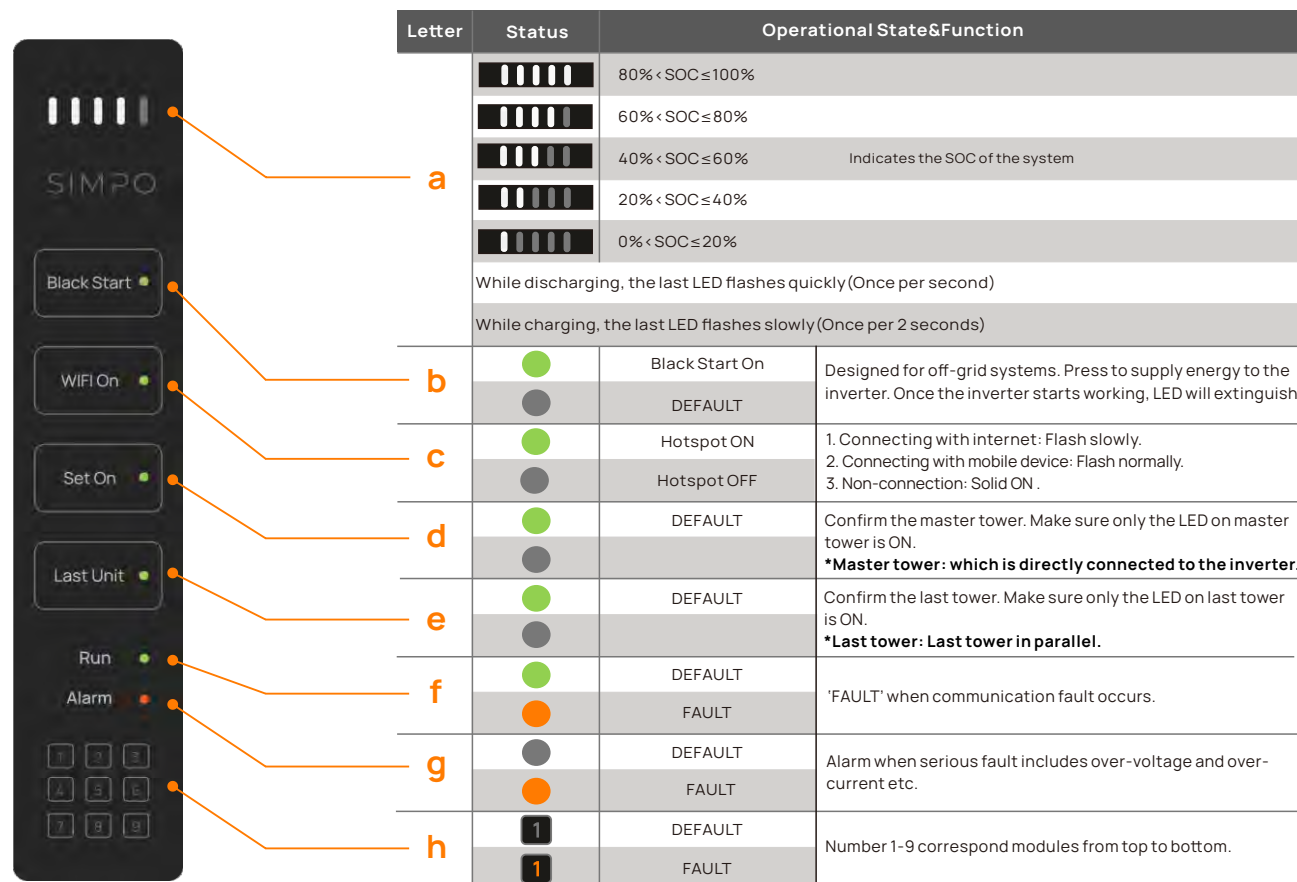 SIMPO
Black Start
WIFI On
Set On
Last Unit
Run
Alarm
1 2 3
4 5 6
7 8 9
Letter Status Operational State&Function
a
80%<SOC≤100%
60%<SOC≤80%
40%<SOC≤60% Indicates the SOC of the system
20%<SOC≤40%
0%<SOC≤20%
While discharging, the last LED flashes quickly(Once per second)
While charging, the last LED flashes slowly(Once per 2 seconds)
b
Black Start On
DEFAULT
Designed for off-grid systems. Press to supply energy to the
inverter. Once the inverter starts working, LED will extinguish
c
Hotspot ON
Hotspot OFF
1. Connecting with internet: Flash slowly.
2. Connecting with mobile device: Flash normally.
3. Non-connection: Solid ON .
d
DEFAULT
Confirm the master tower. Make sure only the LED on master
tower is ON.
*Master tower: which is directly connected to the inverter.
e
DEFAULT
Confirm the last tower. Make sure only the LED on last tower
is ON.
*Last tower: Last tower in parallel.
f
DEFAULT
FAULT
'FAULT' when communication fault occurs.
g
DEFAULT
FAULT
Alarm when serious fault includes over-voltage and over-
current etc.
h
1 DEFAULT
1 FAULT
Number 1-9 correspond modules from top to bottom.